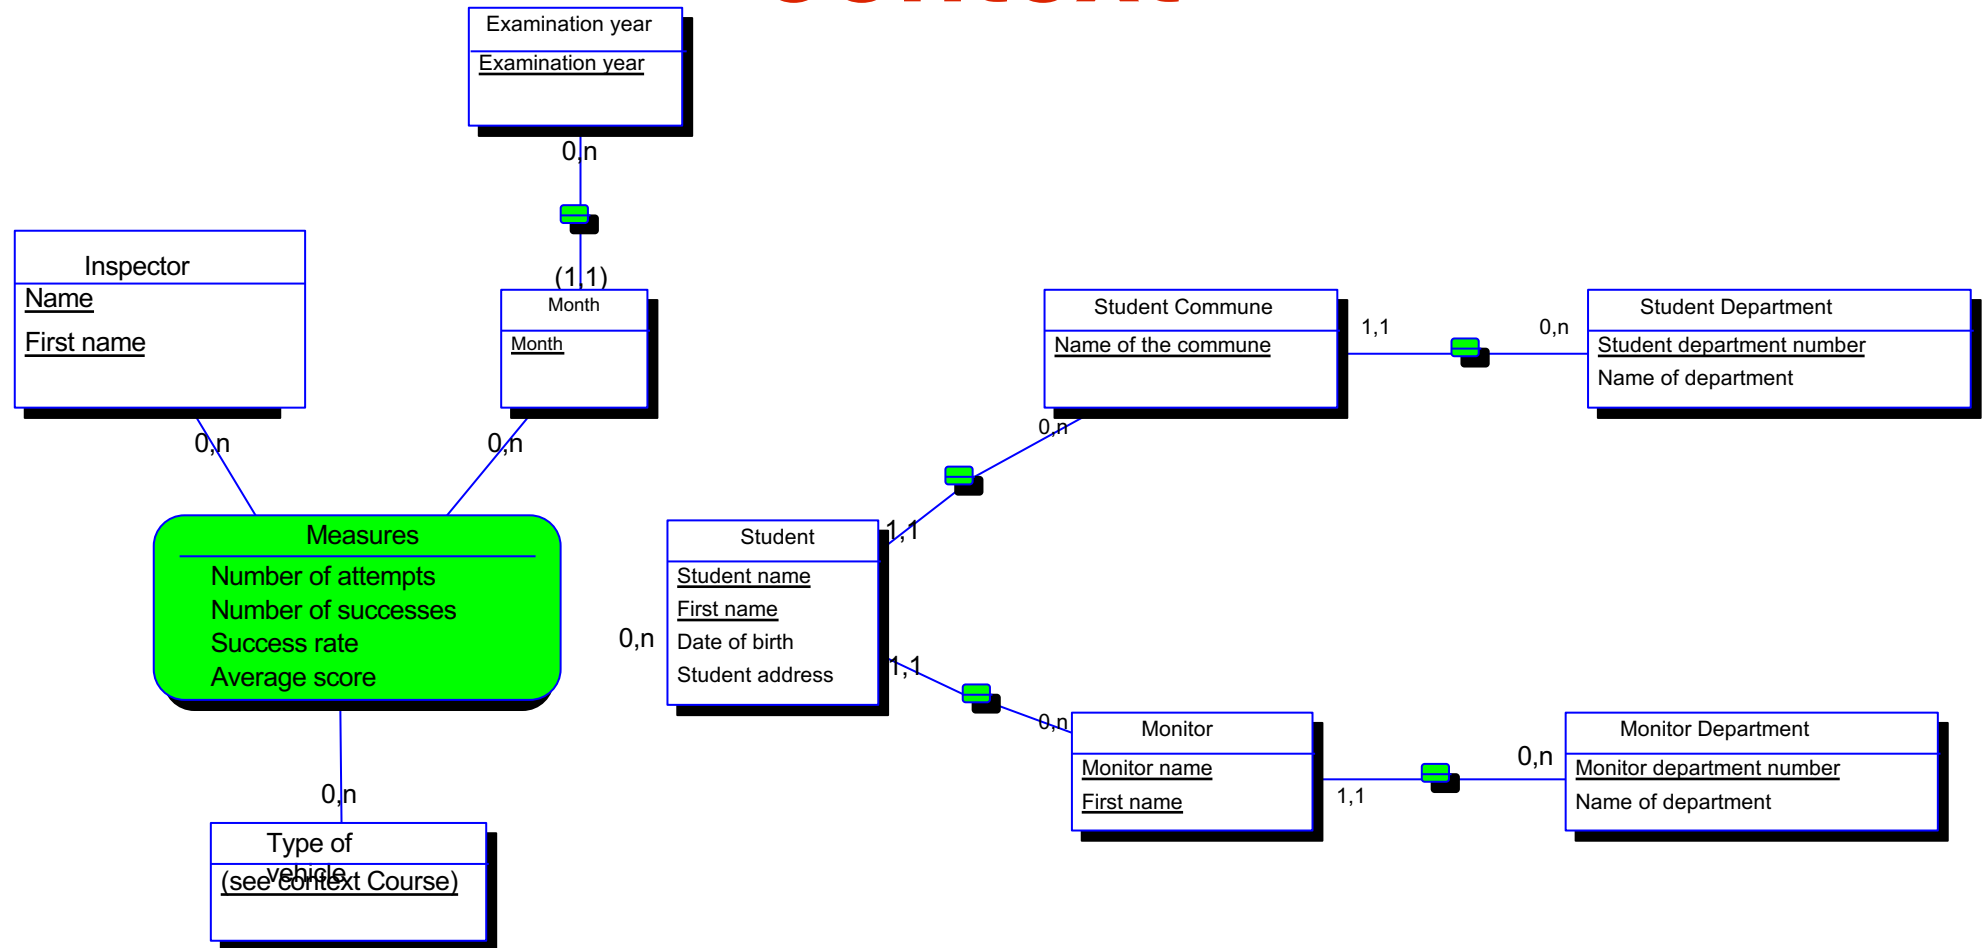 Context
Examination year
Examination year
0,n
(1,1)
Month
Month
0,n
Inspector
Name
First name
0,n
Measures
Number of attempts
Number of successes
Success rate
Average score
0,n
Type of
vehicle
(see context Course)
0,n
Student
Student name
First name
Date of birth
Student address
1,1
0,n
Student Commune
Name of the commune
1,1
0,n
Student Department
Student department number
Name of department
1,1
0,n
Monitor
Monitor name
First name
1,1
0,n
Monitor Department
Monitor department number
Name of department